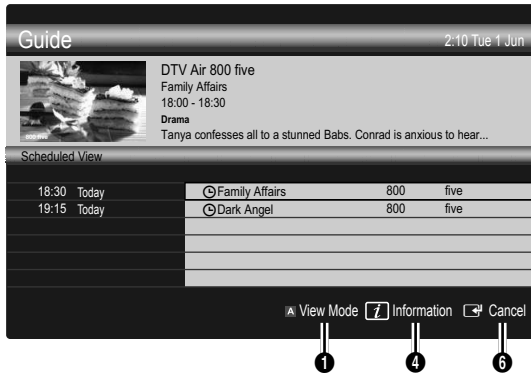 Guide
2:10 Tue 1 Jun
DTV Air 800 five
Family Affairs
18:00 - 18:30
Drama
Tanya confesses all to a stunned Babs. Conrad is anxious to hear...
800 five
Scheduled View
18:30 Today Family Affairs 800 five
19:15 Today Dark Angel 800 five
A View Mode i Information Cancel
1 4 6